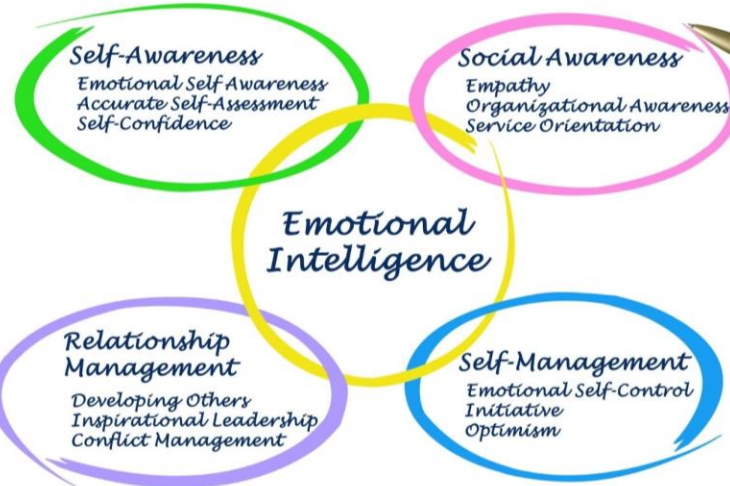 Self-Awareness
Emotional Self Awareness
Accurate Self-Assessment
Self-Confidence
Social Awareness
Empathy
Organizational Awareness
Service Orientation
Emotional
Intelligence
Relationship
Management
Developing Others
Inspirational Leadership
Conflict Management
Self-Management
Emotional Self-Control
Initiative
Optimism